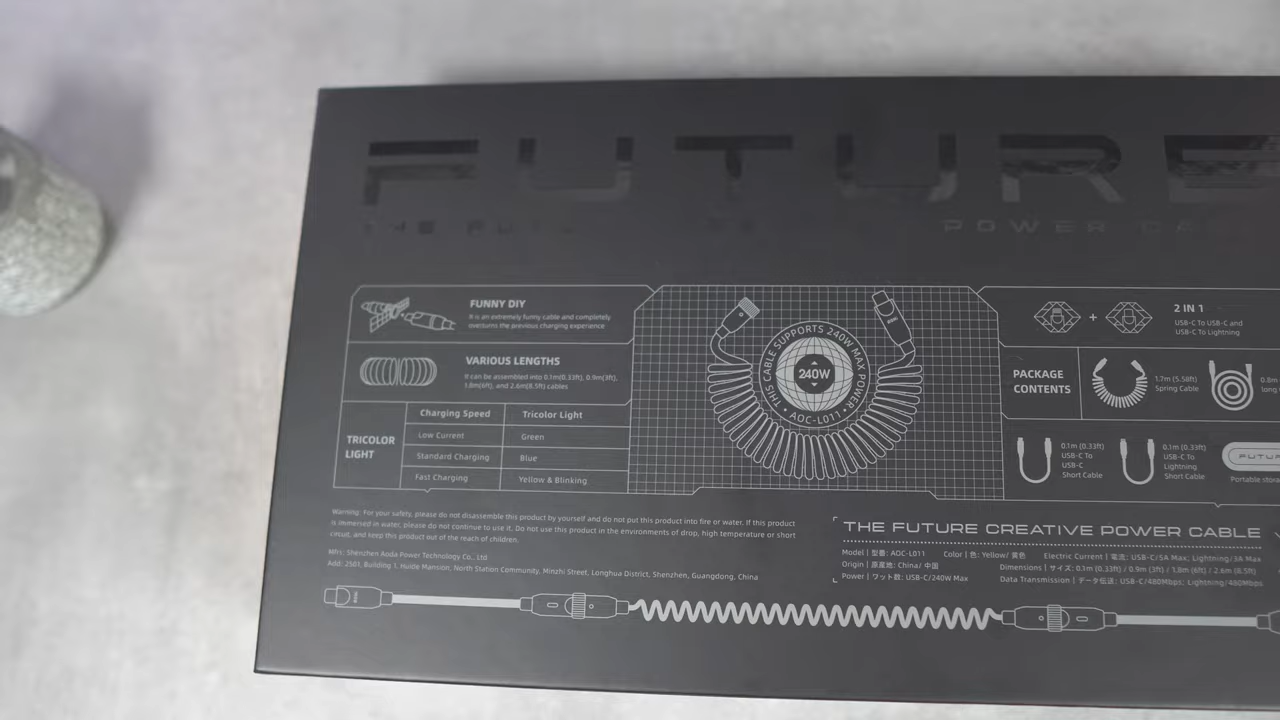 FUTURE
THE FUT
POWER CA
FUNNY DIY
It is an extremely funny cable and completely
overturns the previous charging experience
VARIOUS LENGTHS
It can be assembled into 0.1m(0.33ft), 0.9m(3ft),
1.8m(6ft), and 2.6m(8.5ft) cables
TRICOLOR
LIGHT
Charging Speed
Tricolor Light
Low Current
Green
Standard Charging
Blue
Fast Charging
Yellow & Blinking
THIS CABLE SUPPORTS 240W MAX POWER
240W
• AOC-L011 •
2 IN 1
USB-C To USB-C and
USB-C To Lightning
PACKAGE
CONTENTS
1.7m (5.58ft)
Spring Cable
0.8m
long
0.1m (0.33ft)
USB-C To
USB-C
Short Cable
0.1m (0.33ft)
USB-C To
Lightning
Short Cable
FUTUR
Portable stora
Warning: For your safety, please do not disassemble this product by yourself and do not put this product into fire or water. If this product
is immersed in water, please do not continue to use it. Do not use this product in the environments of drop, high temperature or short
circuit, and keep this product out of the reach of children.
Mfr: Shenzhen Aoda Power Technology Co., Ltd
Add: 2501, Building 1, Huide Mansion, North Station Community, Minzhi Street, Longhua District, Shenzhen, Guangdong, China
THE FUTURE CREATIVE POWER CABLE
Model | 型番: AOC-L011 Color | 色: Yellow/ 黄色 Electric Current | 電流: USB-C/5A Max; Lightning/3A Max
Origin | 原産地: China/ 中国 Dimensions | サイズ: 0.1m (0.33ft) / 0.9m (3ft) / 1.8m (6ft) / 2.6m (8.5ft)
Power | ワット数: USB-C/240W Max Data Transmission | データ伝送: USB-C/480Mbps; Lightning/480Mbps